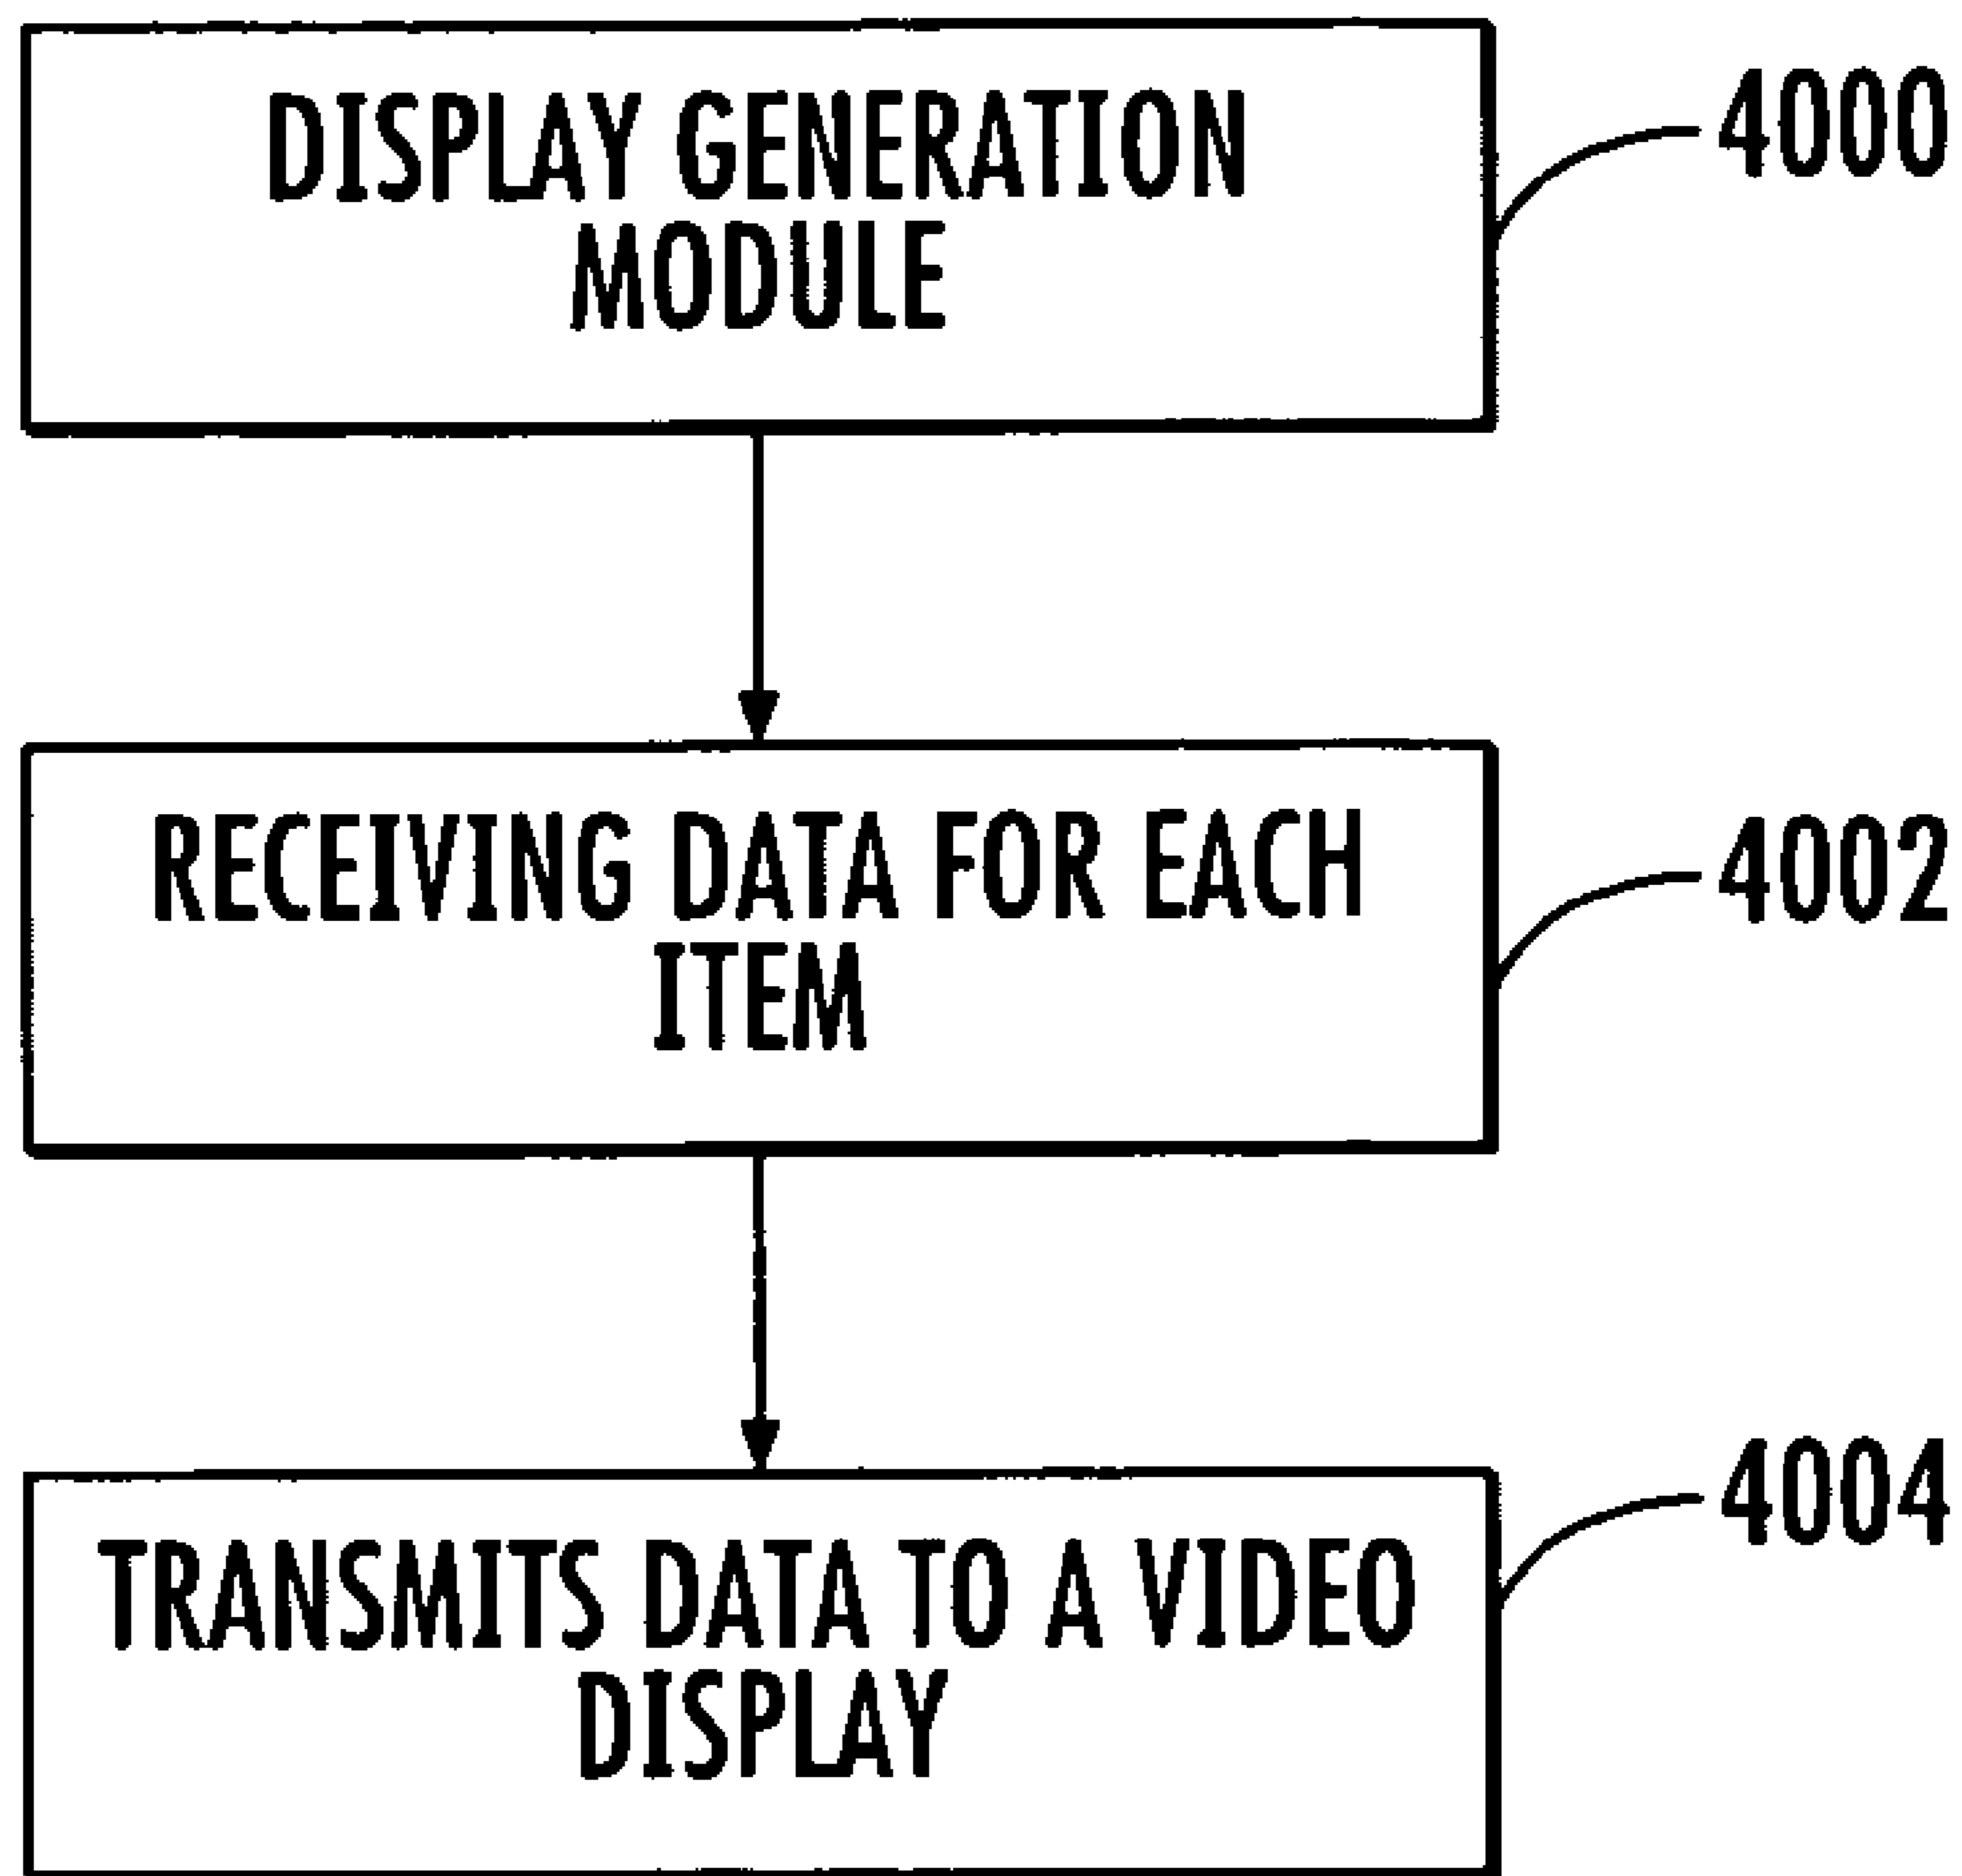 DISPLAY GENERATION
MODULE
4000
RECEIVING DATA FOR EACH
ITEM
4002
TRANSMITS DATA TO A VIDEO
DISPLAY
4004